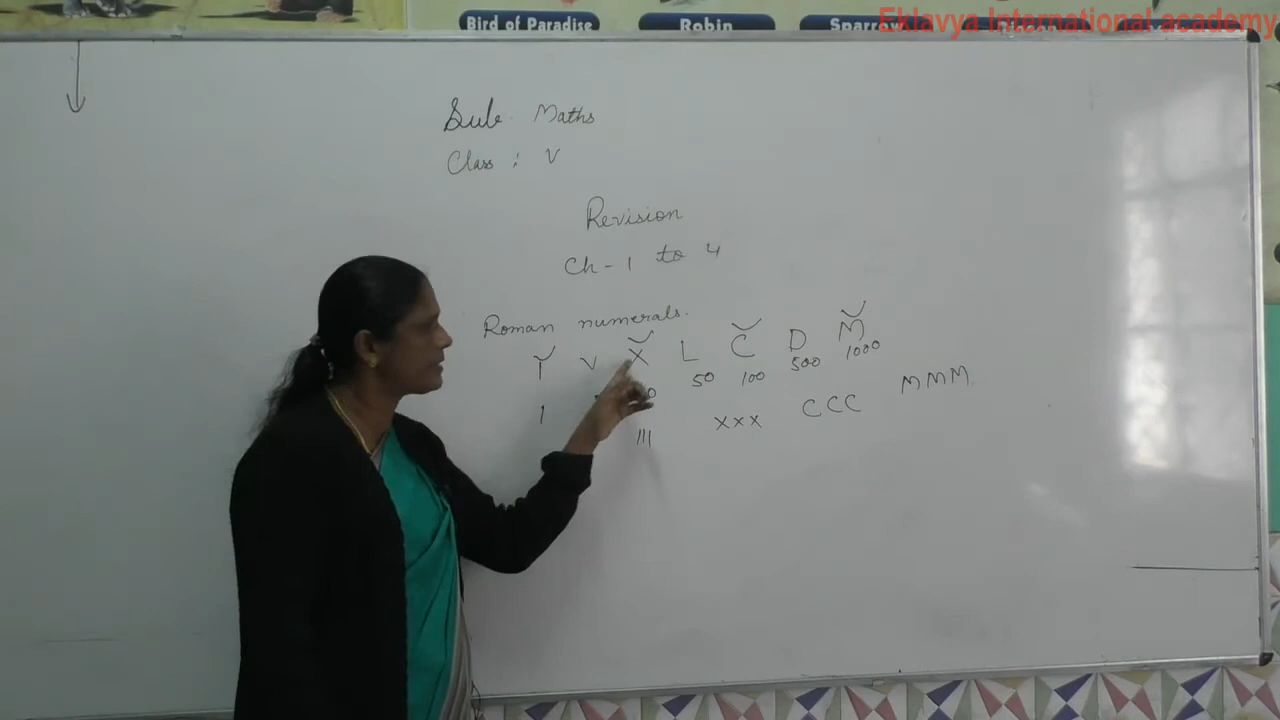 Bird of Paradise Robin Sparrow
Eklavya International academy
Sub. Maths
Class : V
Revision
Ch - 1 to 4
Roman numerals.
I V X L C D M
1 50 100 500 1000
III XXX CCC MMM